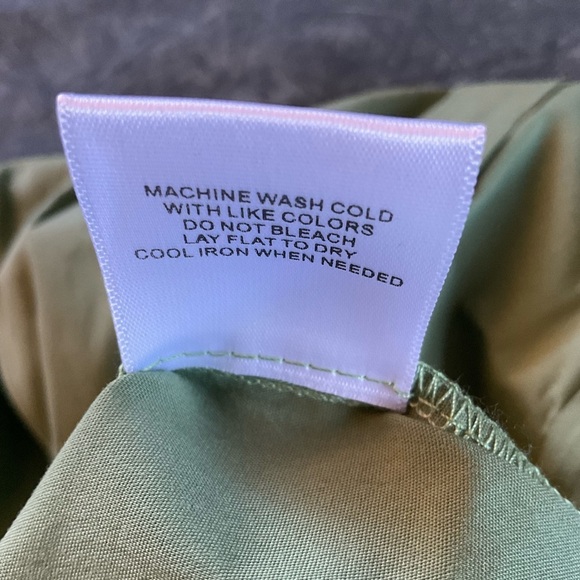 MACHINE WASH COLD
WITH LIKE COLORS
DO NOT BLEACH
LAY FLAT TO DRY
COOL IRON WHEN NEEDED